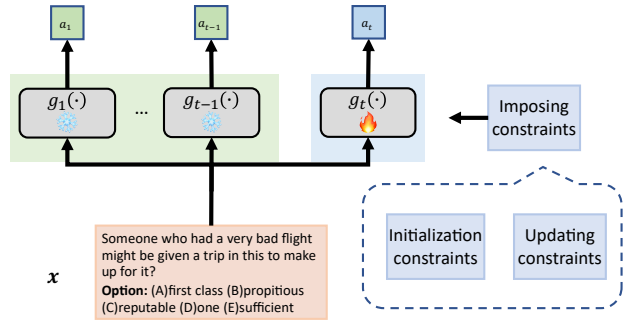 a₁ aₜ₋₁ aₜ
g₁(·) ... gₜ₋₁(·) gₜ(·)
Imposing
constraints
Someone who had a very bad flight
might be given a trip in this to make
up for it?
Option: (A)first class (B)propitious
(C)reputable (D)one (E)sufficient
x
Initialization
constraints
Updating
constraints